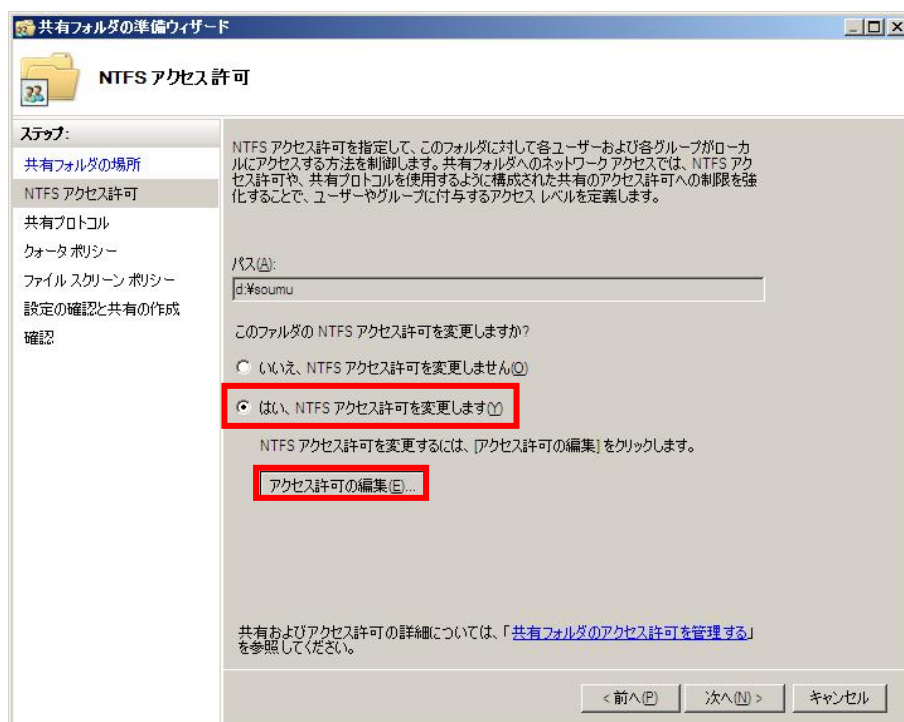 共有フォルダの準備ウィザード
NTFS アクセス許可
ステップ:
共有フォルダの場所
NTFS アクセス許可
共有プロトコル
クォータ ポリシー
ファイル スクリーン ポリシー
設定の確認と共有の作成
確認
NTFS アクセス許可を指定して、このフォルダに対して各ユーザーおよび各グループがローカ
ルにアクセスする方法を制御します。共有フォルダへのネットワーク アクセスでは、NTFS アク
セス許可や、共有プロトコルを使用するように構成された共有のアクセス許可への制限を強
化することで、ユーザーやグループに付与するアクセス レベルを定義します。
パス(A):
d:¥soumu
このフォルダの NTFS アクセス許可を変更しますか?
いいえ、NTFS アクセス許可を変更しません(O)
はい、NTFS アクセス許可を変更します(Y)
NTFS アクセス許可を変更するには、[アクセス許可の編集] をクリックします。
アクセス許可の編集(E)...
共有およびアクセス許可の詳細については、「共有フォルダのアクセス許可を管理する」
を参照してください。
< 前へ(P)
次へ(N) >
キャンセル